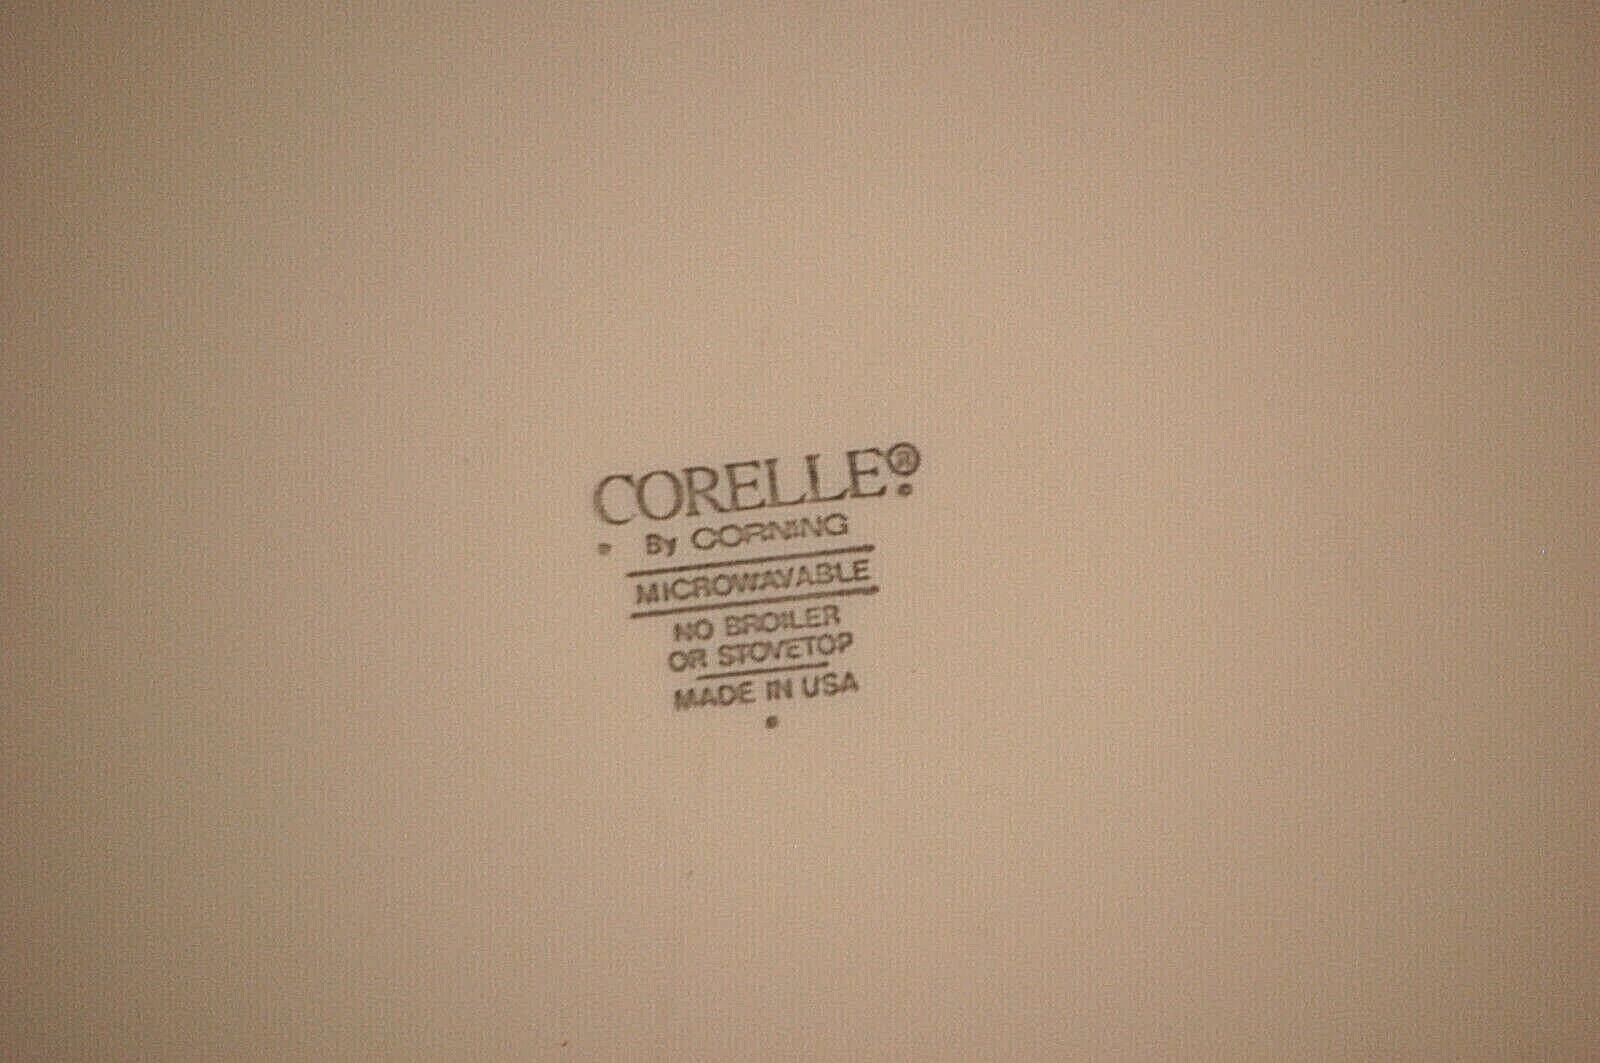 CORELLE®
By CORNING
MICROWAVABLE
NO BROILER
OR STOVETOP
MADE IN USA